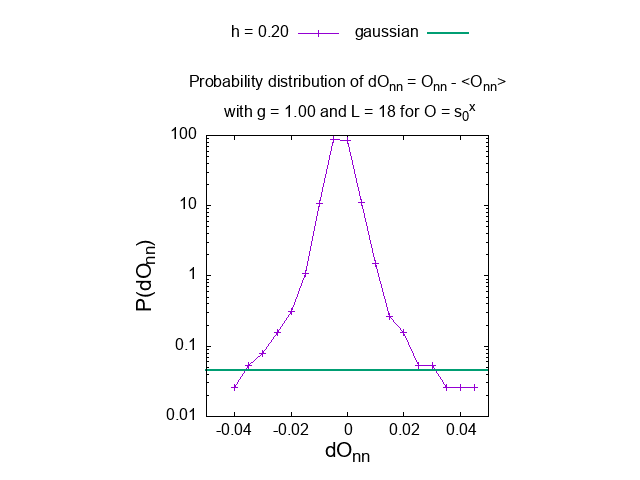 h = 0.20 gaussian
Probability distribution of dOnn = Onn - <Onn>
with g = 1.00 and L = 18 for O = s0x
100
10
1
0.1
0.01
P(dOnn)
-0.04 -0.02 0 0.02 0.04
dOnn